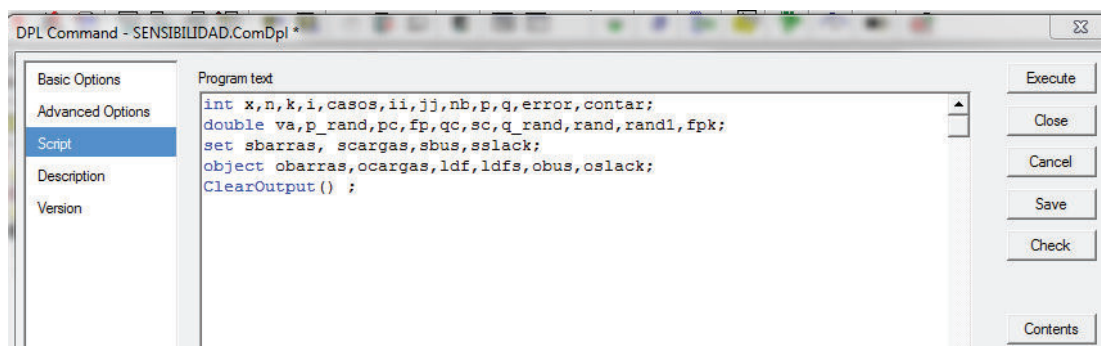 DPL Command - SENSIBILIDAD.ComDpl *
Basic Options
Advanced Options
Script
Description
Version
Program text
int x,n,k,i,casos,ii,jj,nb,p,q,error,contar;
double va,p_rand,pc,fp,qc,sc,q_rand,rand,rand1,fpk;
set sbarras, scargas,sbus,sslack;
object obarras,ocargas,ldf,ldfs,obus,oslack;
ClearOutput() ;
Execute
Close
Cancel
Save
Check
Contents